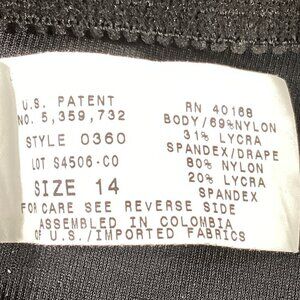 U.S. PATENT
NO. 5,359,732
STYLE 0360
LOT S4506-CO
SIZE 14
RN 40168
BODY/69%NYLON
31% LYCRA
SPANDEX/DRAPE
80% NYLON
20% LYCRA
SPANDEX
FOR CARE SEE REVERSE SIDE
ASSEMBLED IN COLOMBIA
OF U.S./IMPORTED FABRICS